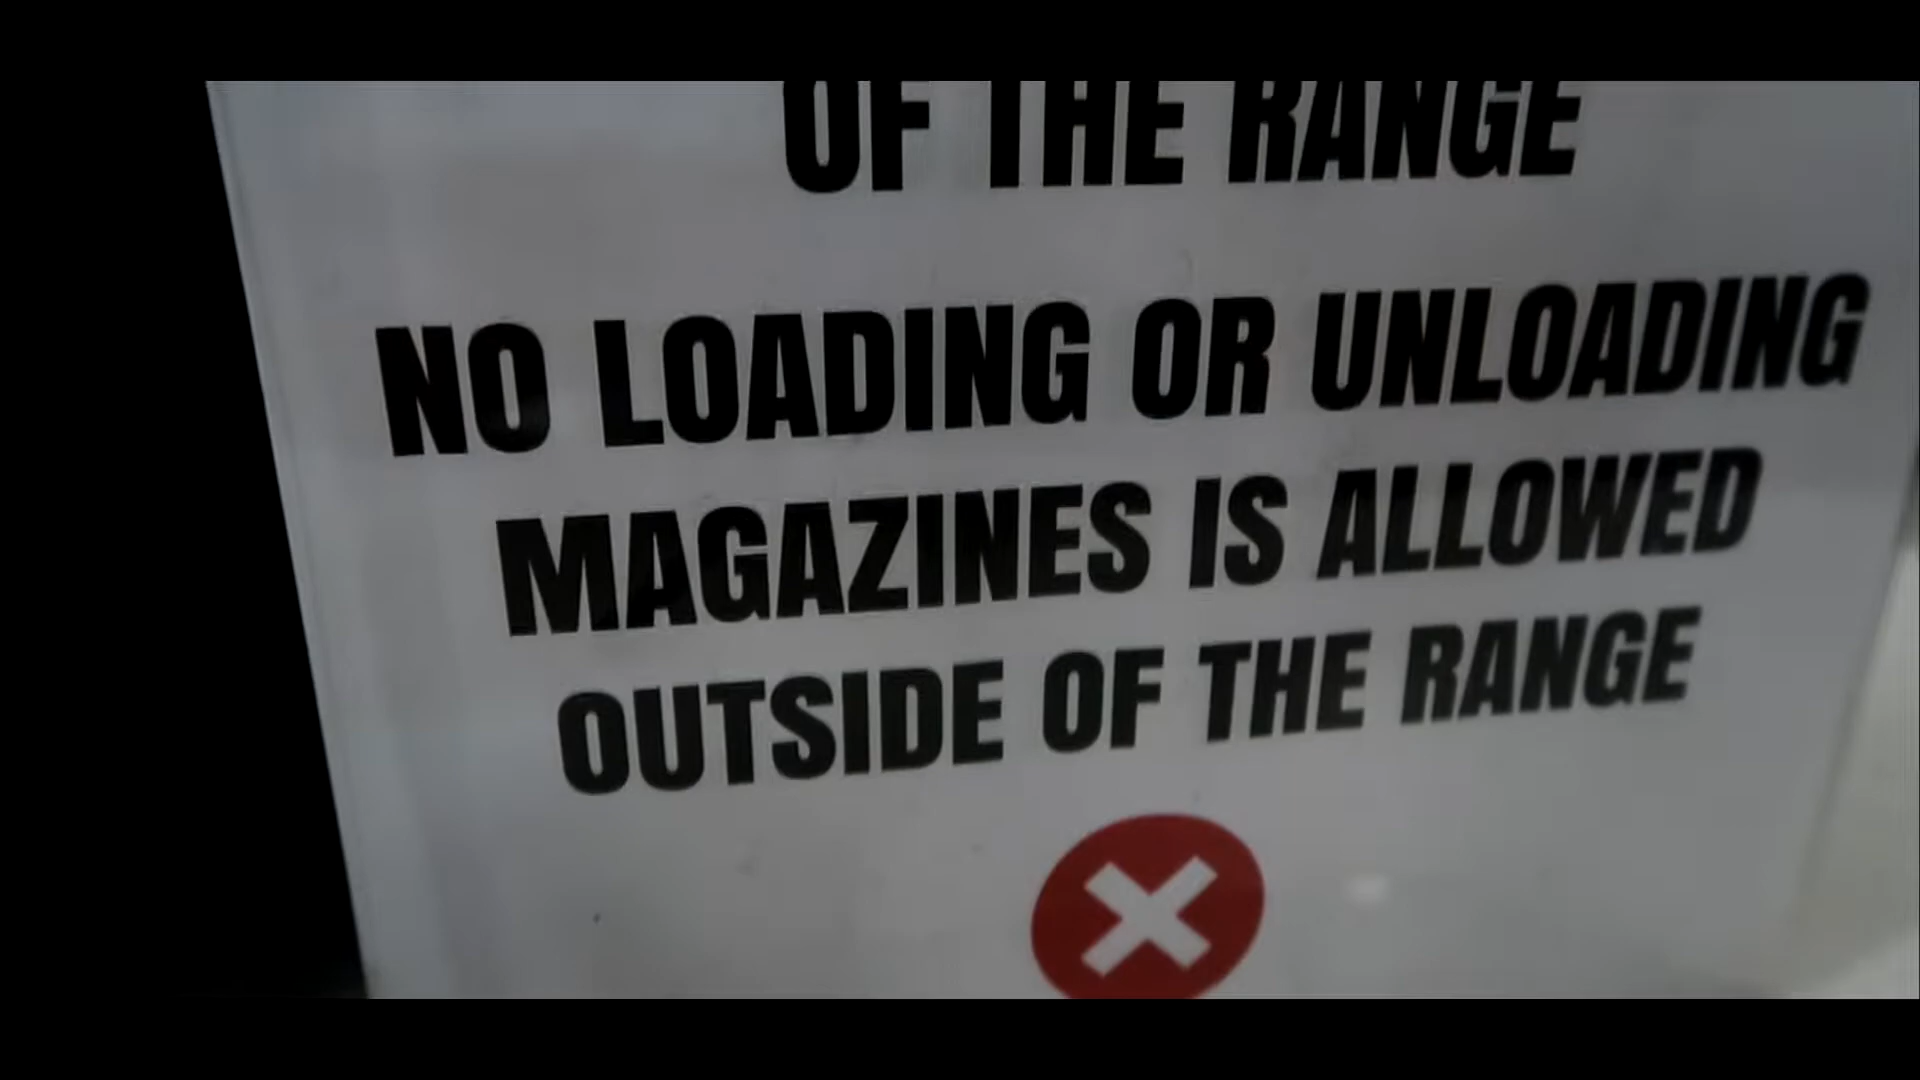 OF THE RANGE
NO LOADING OR UNLOADING
MAGAZINES IS ALLOWED
OUTSIDE OF THE RANGE